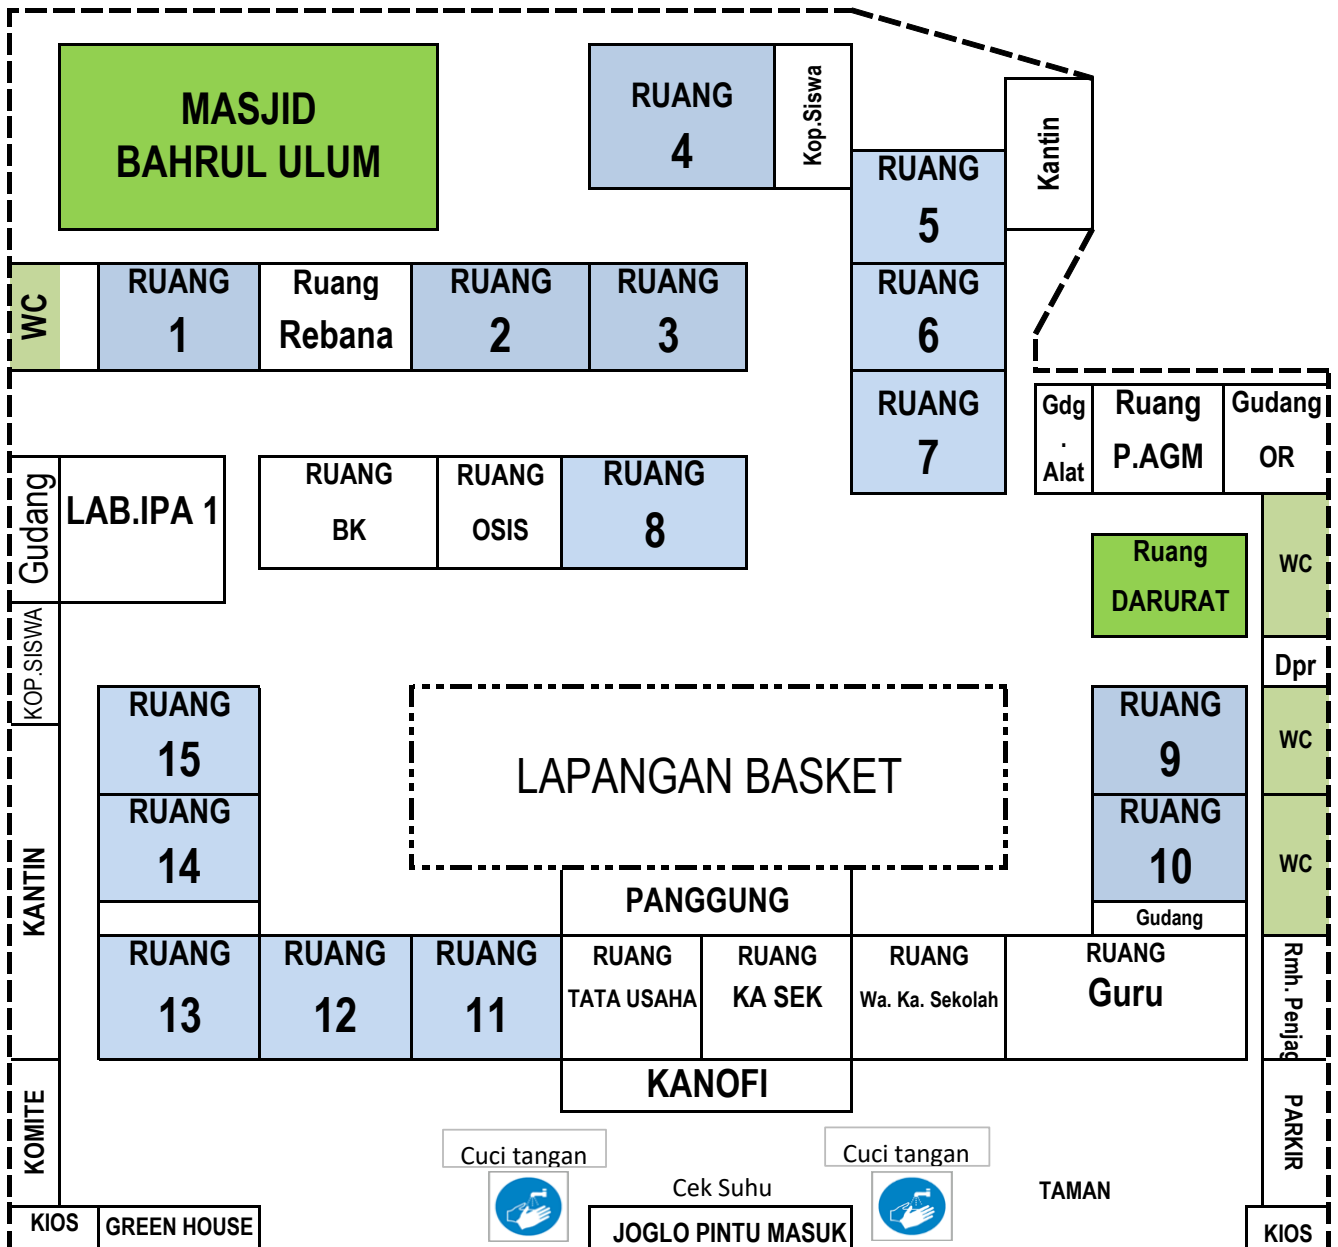 MASJID
BAHRUL ULUM
RUANG
4
Kop.Siswa
Kantin
RUANG
5
WC
RUANG
1
Ruang
Rebana
RUANG
2
RUANG
3
RUANG
6
RUANG
7
Gdg
.
Alat
Ruang
P.AGM
Gudang
OR
Gudang
LAB.IPA 1
RUANG
BK
RUANG
OSIS
RUANG
8
Ruang
DARURAT
WC
KOP.SISWA
Dpr
RUANG
15
LAPANGAN BASKET
RUANG
9
WC
KANTIN
RUANG
14
RUANG
10
WC
PANGGUNG
Gudang
RUANG
13
RUANG
12
RUANG
11
RUANG
TATA USAHA
RUANG
KA SEK
RUANG
Wa. Ka. Sekolah
RUANG
Guru
Rmh. Penjag
KOMITE
KANOFI
PARKIR
Cuci tangan
Cuci tangan
Cek Suhu
TAMAN
KIOS
GREEN HOUSE
JOGLO PINTU MASUK
KIOS